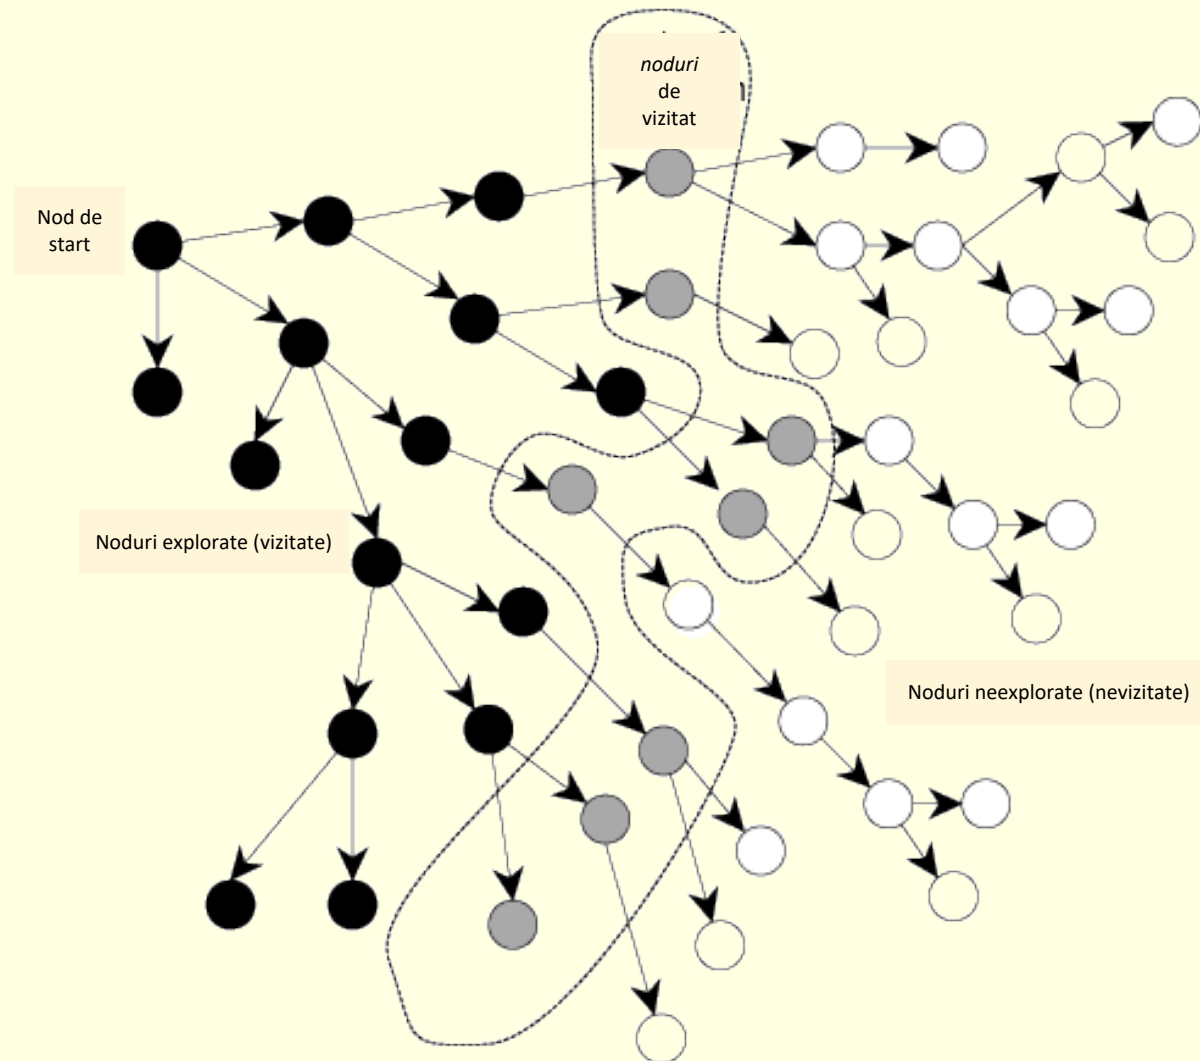 noduri
de
vizitat
Nod de
start
Noduri explorate (vizitate)
Noduri neexplorate (nevizitate)